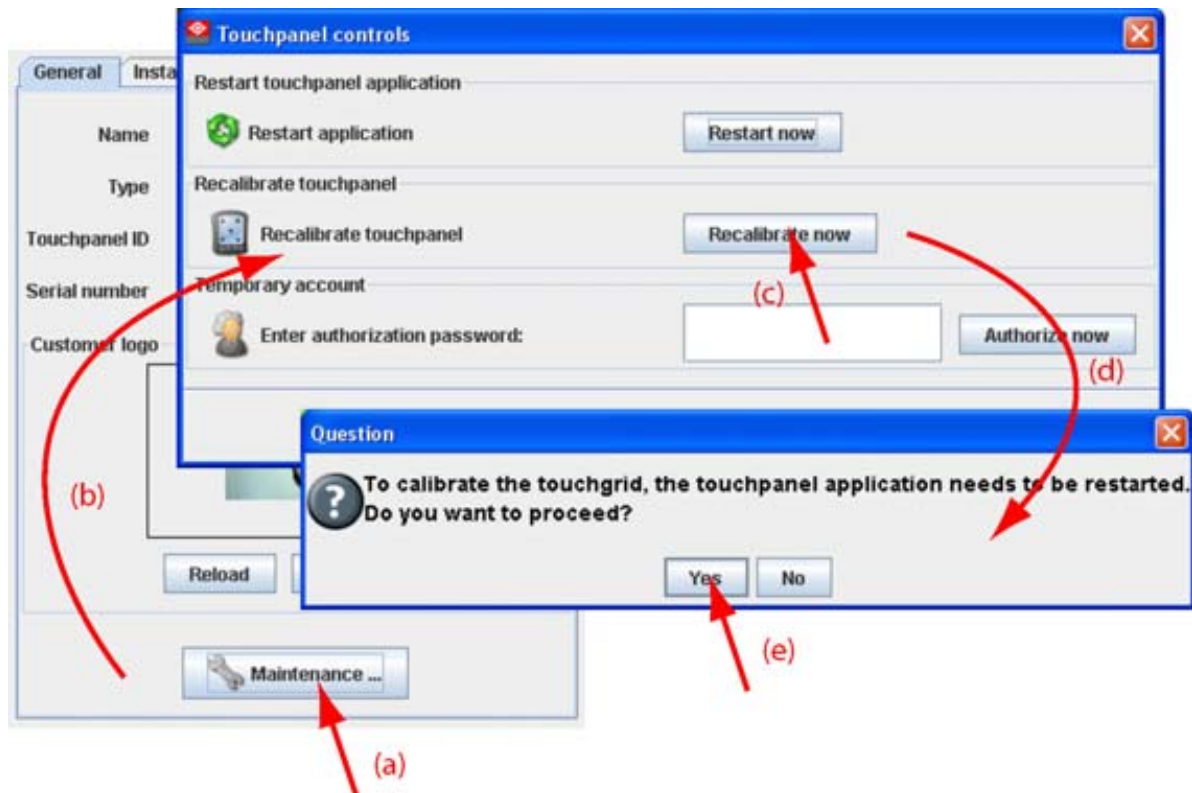 Touchpanel controls
General
Insta
Restart touchpanel application
Name
Restart application
Restart now
Type
Recalibrate touchpanel
Touchpanel ID
Recalibrate touchpanel
Recalibrate now
Serial number
Temporary account
(c)
Customer logo
Enter authorization password:
Authorize now
(d)
Question
(b)
To calibrate the touchgrid, the touchpanel application needs to be restarted.
Do you want to proceed?
Reload
Yes
No
(e)
Maintenance ...
(a)